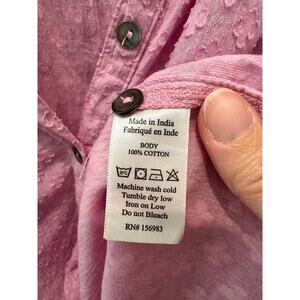 Made in India
Fabriqué en Inde
BODY
100% COTTON
Machine wash cold
Tumble dry low
Iron on Low
Do not Bleach
RN# 156983